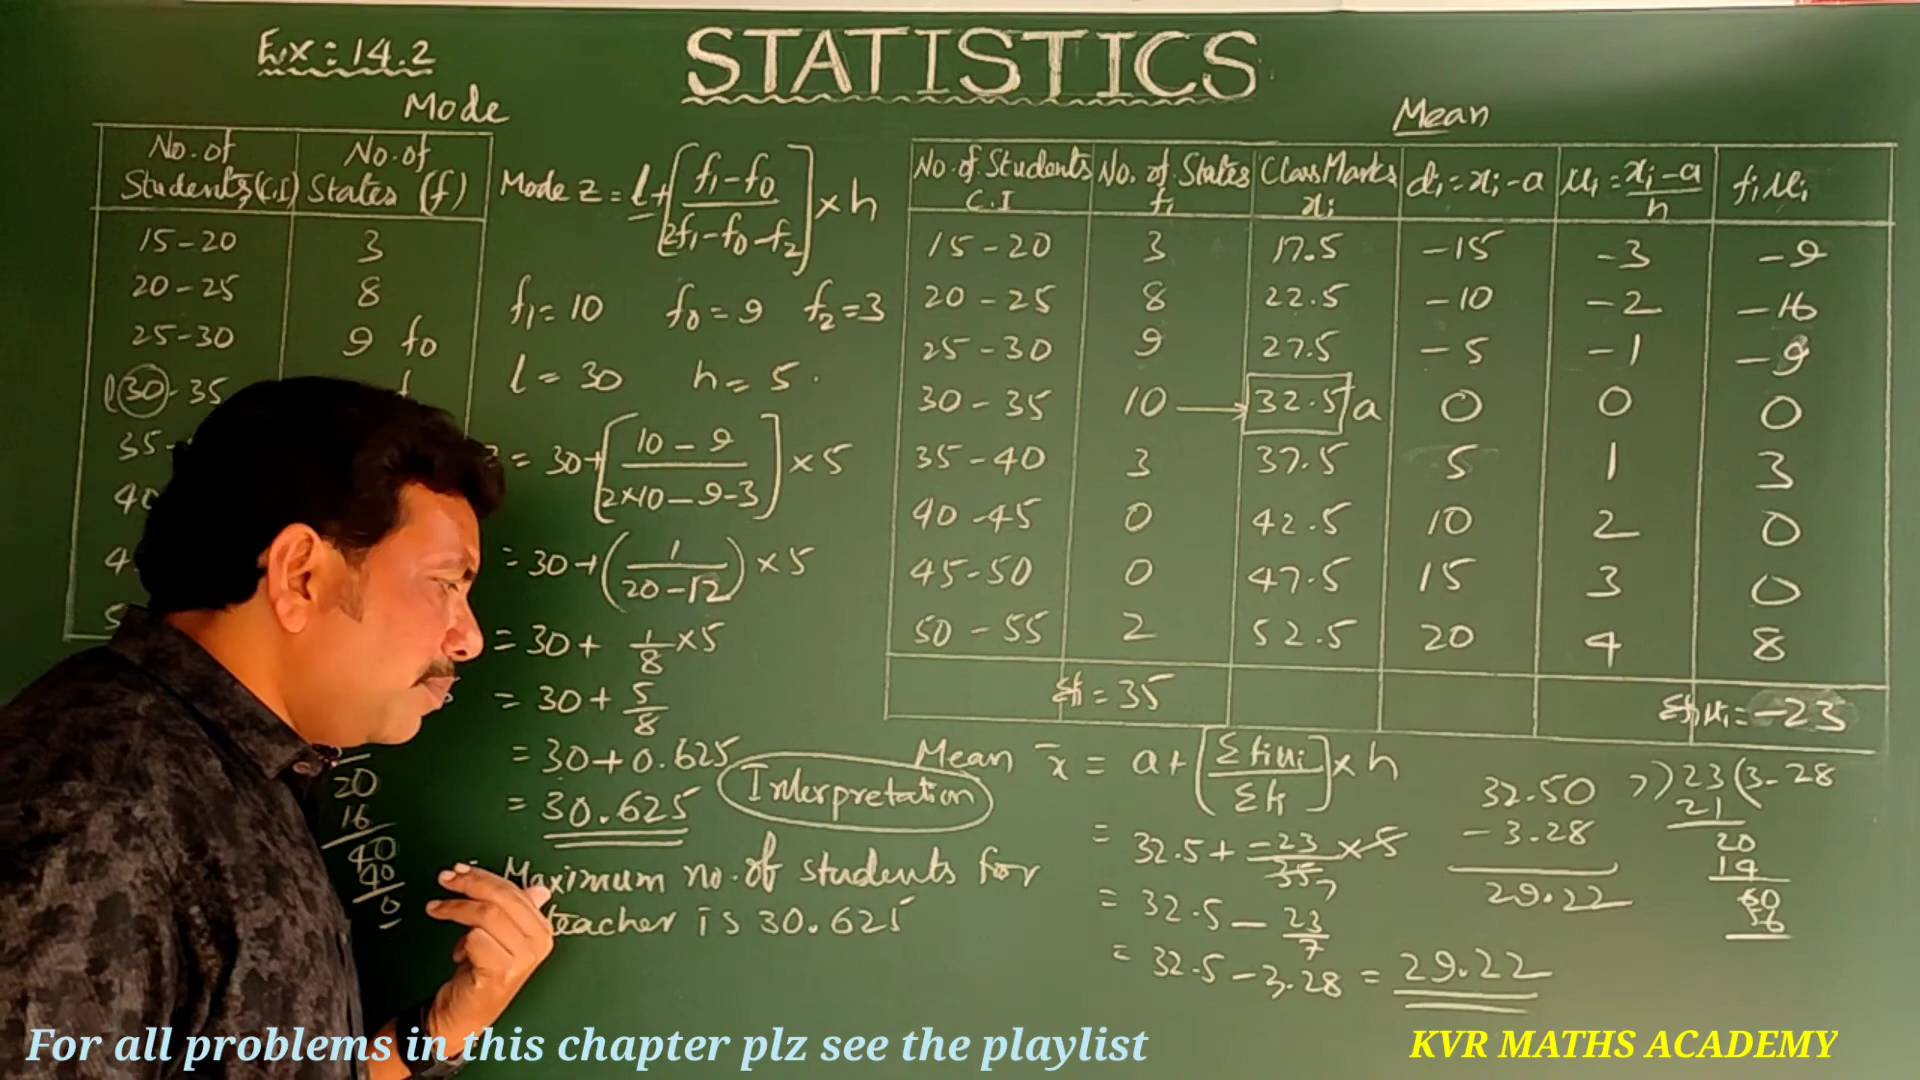 Ex : 14.2
STATISTICS
Mode
No. of Students (C.I) No. of States (f)
15-20 3
20-25 8
25-30 9 f₀
l 30-35
35-
40
4
5
Mode z = l + [f₁-f₀ / 2f₁-f₀-f₂] × h
f₁ = 10 f₀ = 9 f₂ = 3
l = 30 h = 5
= 30 + [10-9 / 2×10-9-3] × 5
= 30 + (1 / 20-12) × 5
= 30 + 1/8 × 5
= 30 + 5/8
= 30 + 0.625
= 30.625
20
16
40
40
0
Interpretation
Maximum no. of students for
teacher is 30.625
Mean
No. of Students C.I No. of States fᵢ Class Marks xᵢ dᵢ = xᵢ-a uᵢ = xᵢ-a / h fᵢuᵢ
15-20 3 17.5 -15 -3 -9
20-25 8 22.5 -10 -2 -16
25-30 9 27.5 -5 -1 -9
30-35 10 → 32.5 a 0 0 0
35-40 3 37.5 5 1 3
40-45 0 42.5 10 2 0
45-50 0 47.5 15 3 0
50-55 2 52.5 20 4 8
Σfᵢ = 35 Σfᵢuᵢ = -23
Mean x̄ = a + [Σfᵢuᵢ / Σfᵢ] × h
= 32.5 + -23/35 × 5
7
= 32.5 - 23/7
= 32.5 - 3.28 = 29.22
32.50
- 3.28
29.22
7) 23 (3.28
21
20
14
60
56
For all problems in this chapter plz see the playlist
KVR MATHS ACADEMY